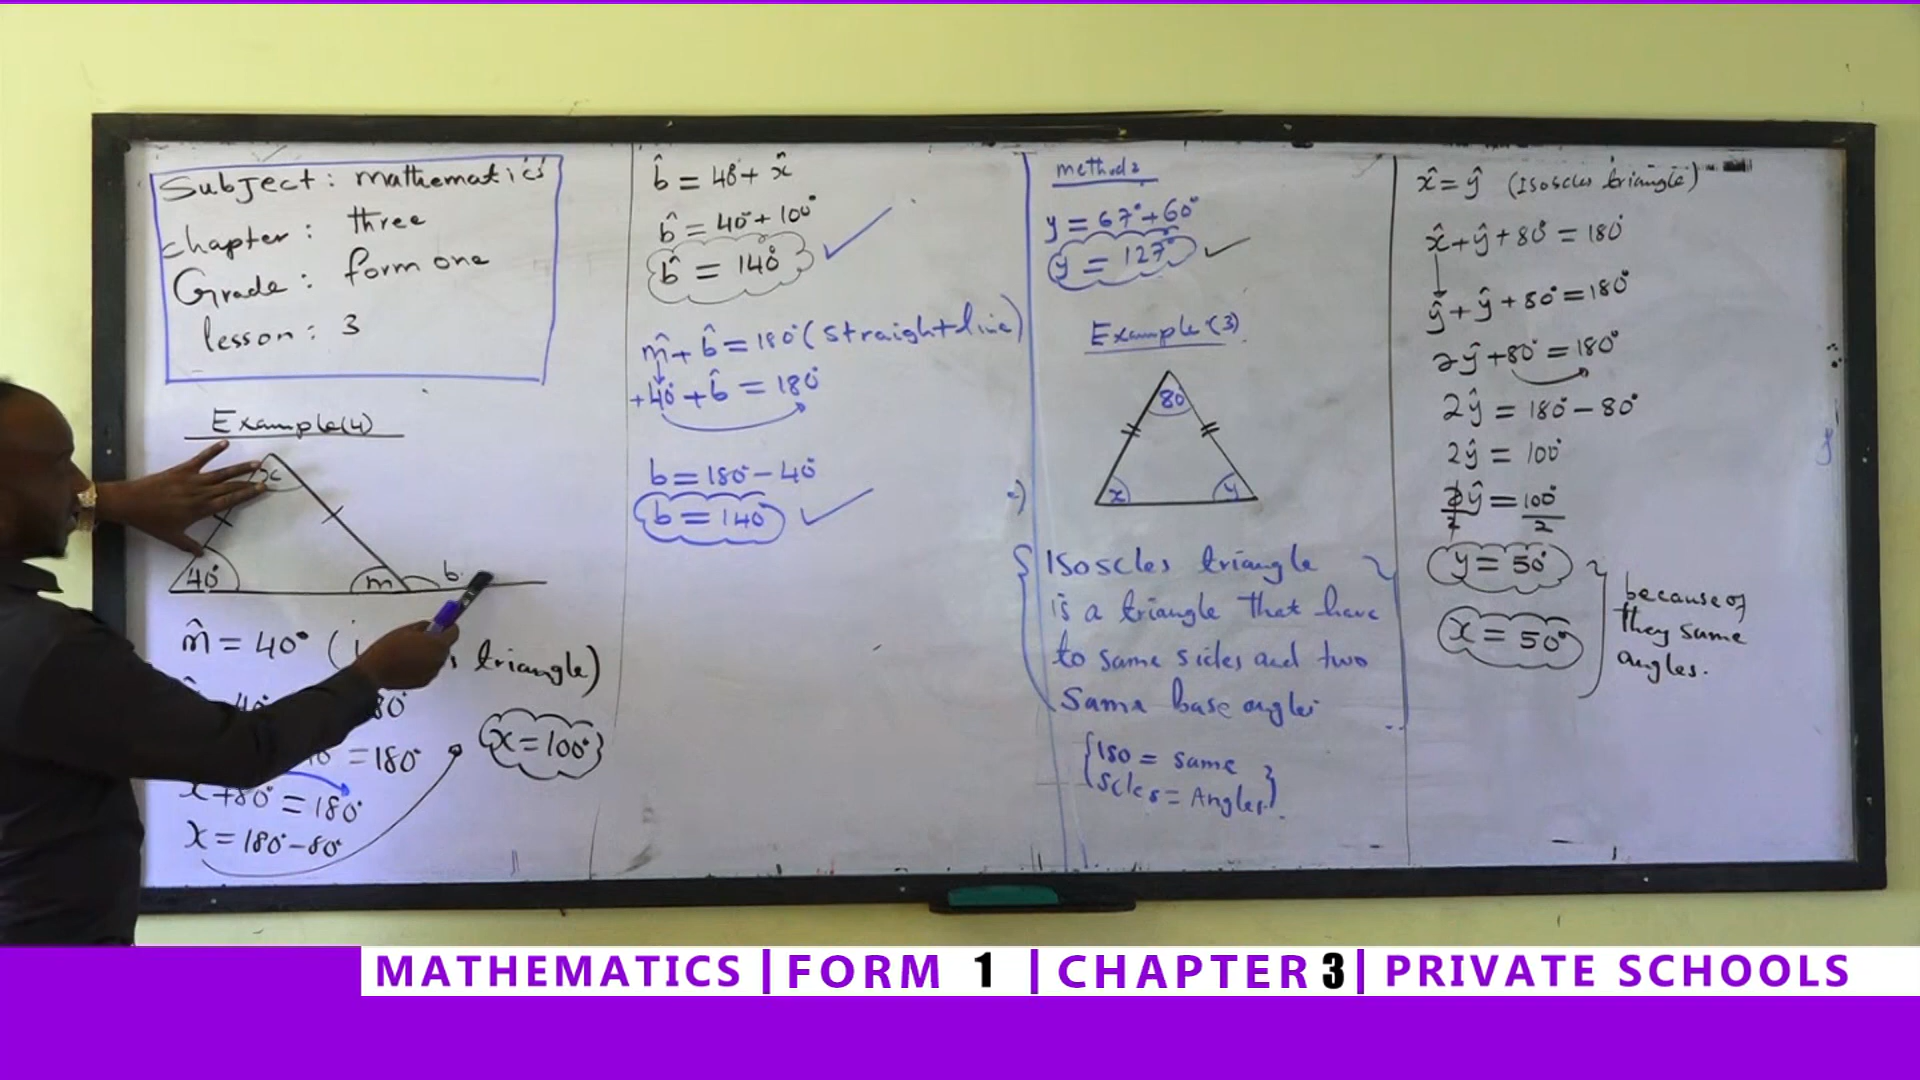 Subject: mathematics
chapter: three
Grade: form one
lesson: 3
Example(4)
x
40°
m
b
m̂ = 40° ( triangle)
40° 80°
= 180°
x+80° = 180°
x = 180°-80°
x = 100°
b̂ = 40+ x̂
b̂ = 40°+100°
b̂ = 140°
m̂ + b̂ = 180° (straight line)
+40° + b̂ = 180°
b = 180° - 40°
b = 140°
method 2
y = 67°+60°
y = 127°
Example (3)
80
x
y
Isoscles triangle
is a triangle that have
to same sides and two
Same base angles
{Iso = same
Scles = Angles.}
x̂ = ŷ (Isoscles triangle)
x̂ + ŷ + 80° = 180°
ŷ + ŷ + 80° = 180°
2ŷ + 80° = 180°
2ŷ = 180° - 80°
2ŷ = 100°
2ŷ/2 = 100°/2
y = 50°
x = 50°
because of
they same
angles.
MATHEMATICS | FORM 1 | CHAPTER 3 | PRIVATE SCHOOLS